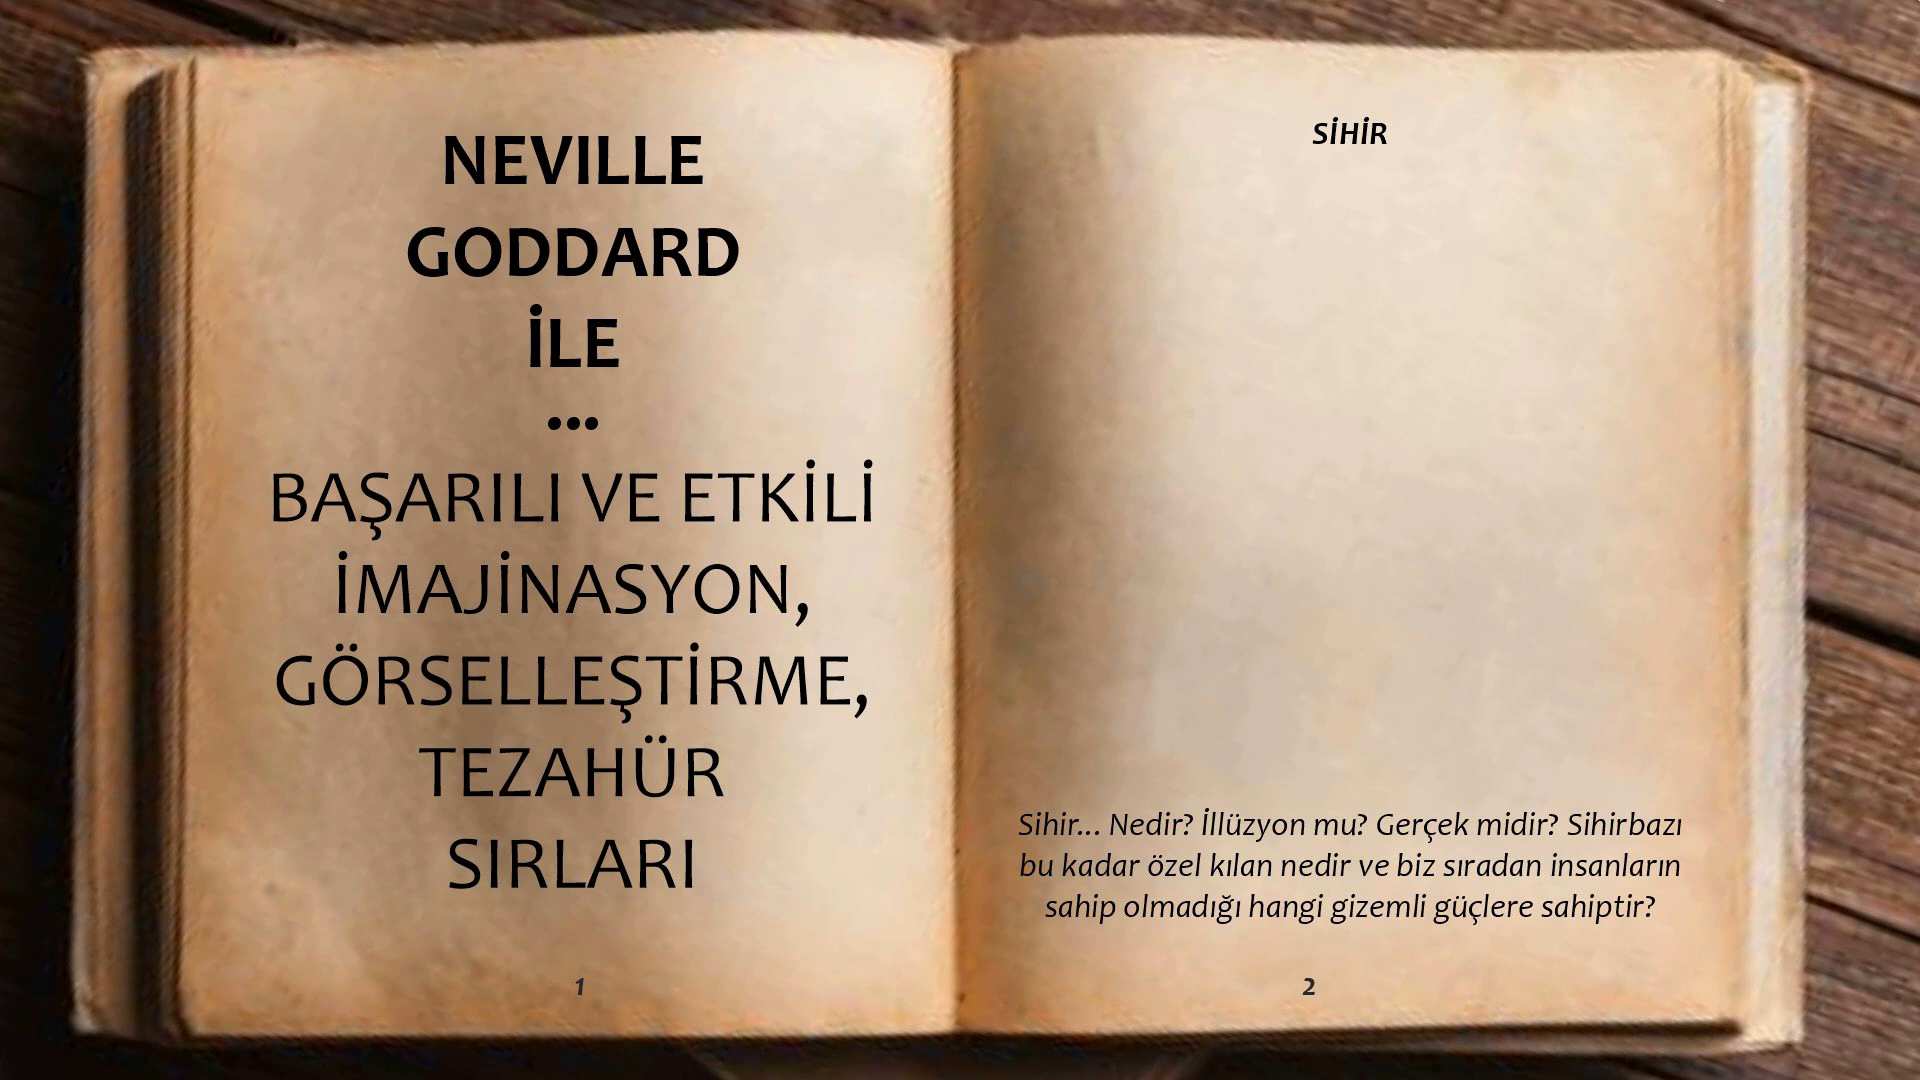 NEVILLE
GODDARD
İLE
...
BAŞARILI VE ETKİLİ
İMAJİNASYON,
GÖRSELLEŞTİRME,
TEZAHÜR
SIRLARI
1
SİHİR
Sihir... Nedir? İllüzyon mu? Gerçek midir? Sihirbazı
bu kadar özel kılan nedir ve biz sıradan insanların
sahip olmadığı hangi gizemli güçlere sahiptir?
2